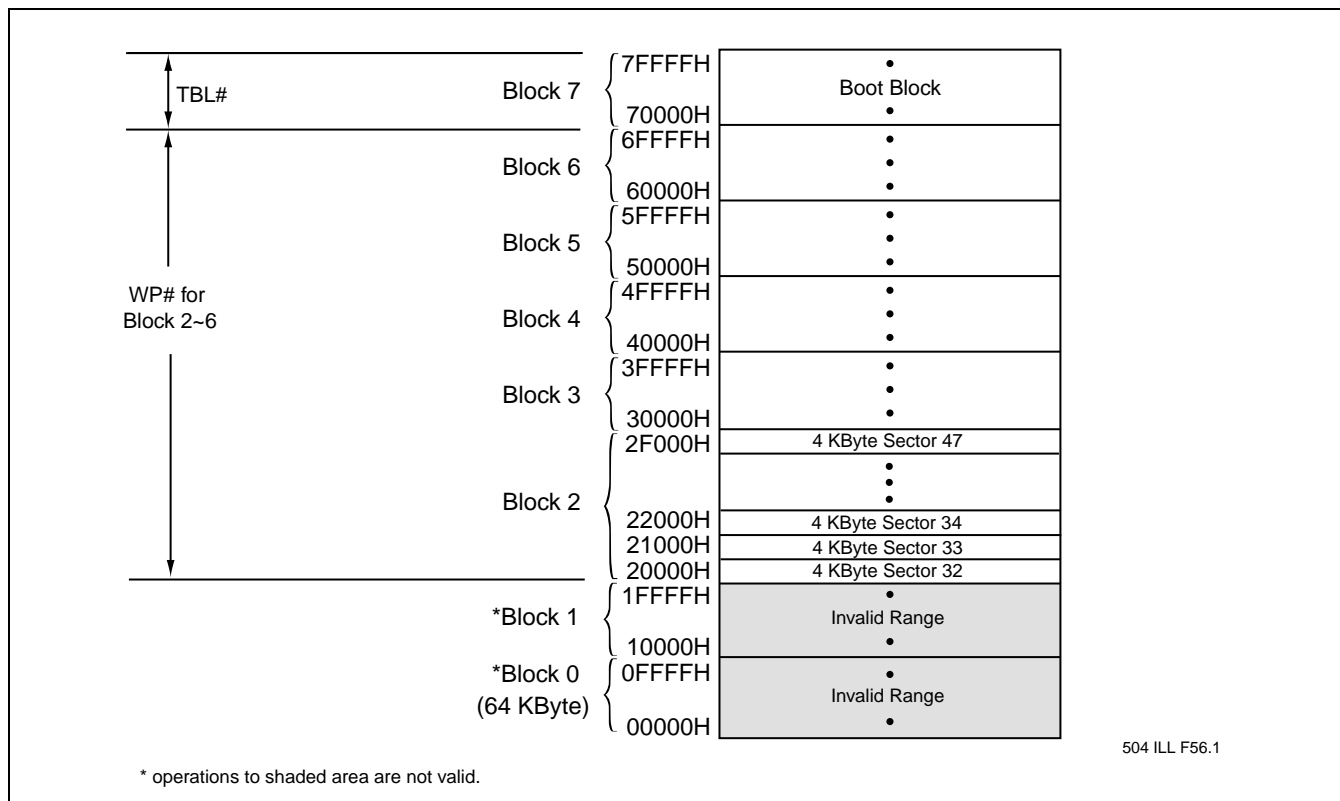 7FFFFH
TBL#
Block 7
Boot Block
70000H
6FFFFH
Block 6
60000H
5FFFFH
Block 5
50000H
4FFFFH
WP# for
Block 2~6
Block 4
40000H
3FFFFH
Block 3
30000H
2F000H
4 KByte Sector 47
Block 2
22000H
4 KByte Sector 34
21000H
4 KByte Sector 33
20000H
4 KByte Sector 32
1FFFFH
*Block 1
Invalid Range
10000H
*Block 0
(64 KByte)
0FFFFH
Invalid Range
00000H
504 ILL F56.1
* operations to shaded area are not valid.